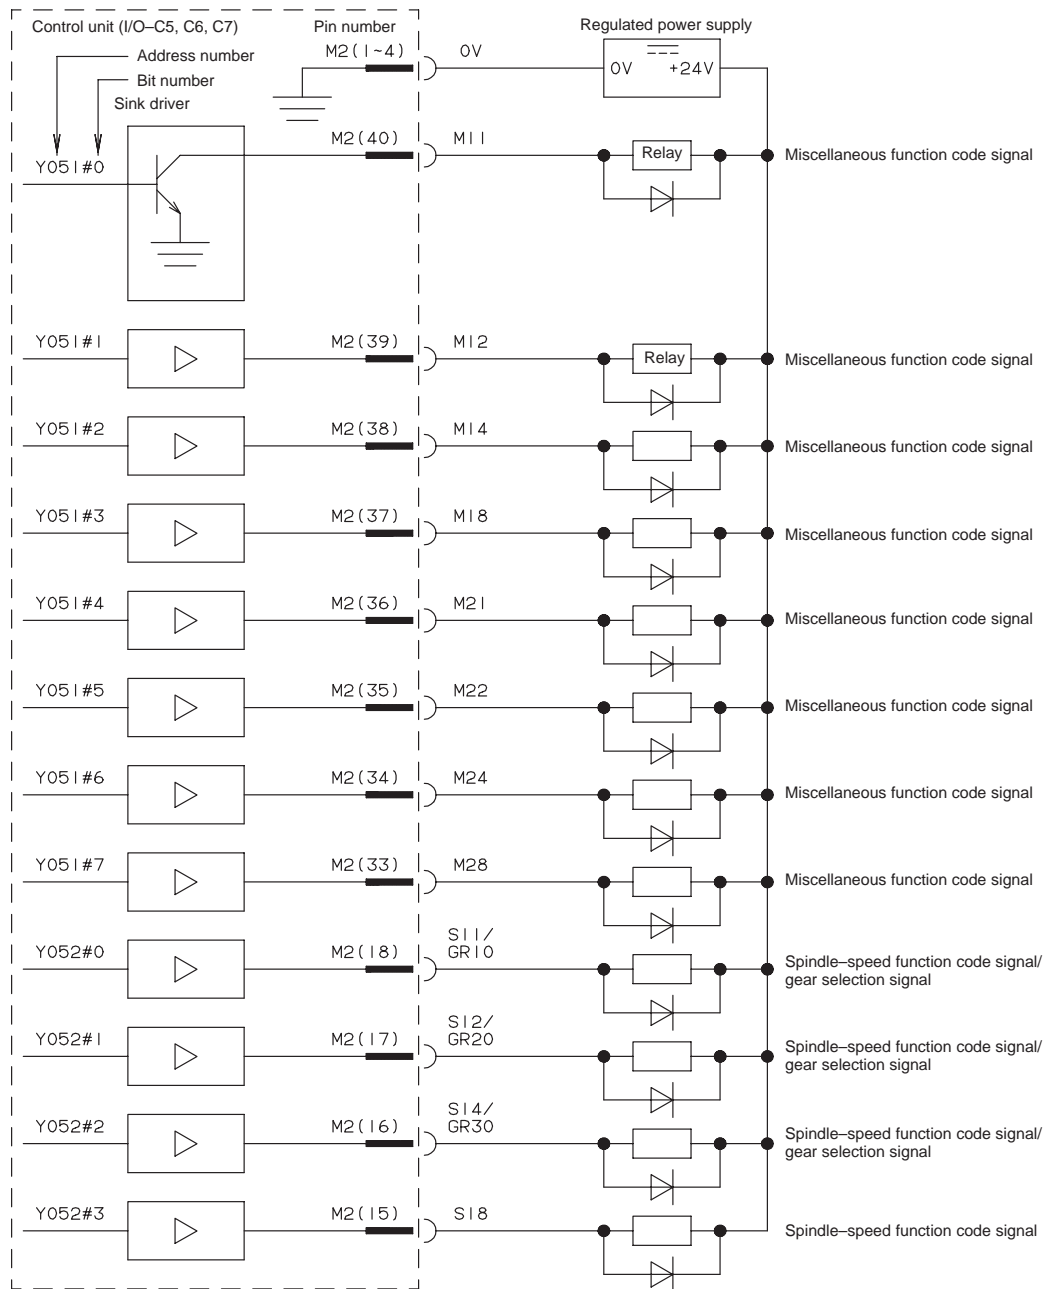 Control unit (I/O–C5, C6, C7)
Pin number
Regulated power supply
Address number
M2(1~4)
0V
0V
+24V
Bit number
Sink driver
Y051#0
M2(40)
M11
Relay
Miscellaneous function code signal
Y051#1
M2(39)
M12
Relay
Miscellaneous function code signal
Y051#2
M2(38)
M14
Miscellaneous function code signal
Y051#3
M2(37)
M18
Miscellaneous function code signal
Y051#4
M2(36)
M21
Miscellaneous function code signal
Y051#5
M2(35)
M22
Miscellaneous function code signal
Y051#6
M2(34)
M24
Miscellaneous function code signal
Y051#7
M2(33)
M28
Miscellaneous function code signal
Y052#0
M2(18)
S11/
GR10
Spindle–speed function code signal/
gear selection signal
Y052#1
M2(17)
S12/
GR20
Spindle–speed function code signal/
gear selection signal
Y052#2
M2(16)
S14/
GR30
Spindle–speed function code signal/
gear selection signal
Y052#3
M2(15)
S18
Spindle–speed function code signal